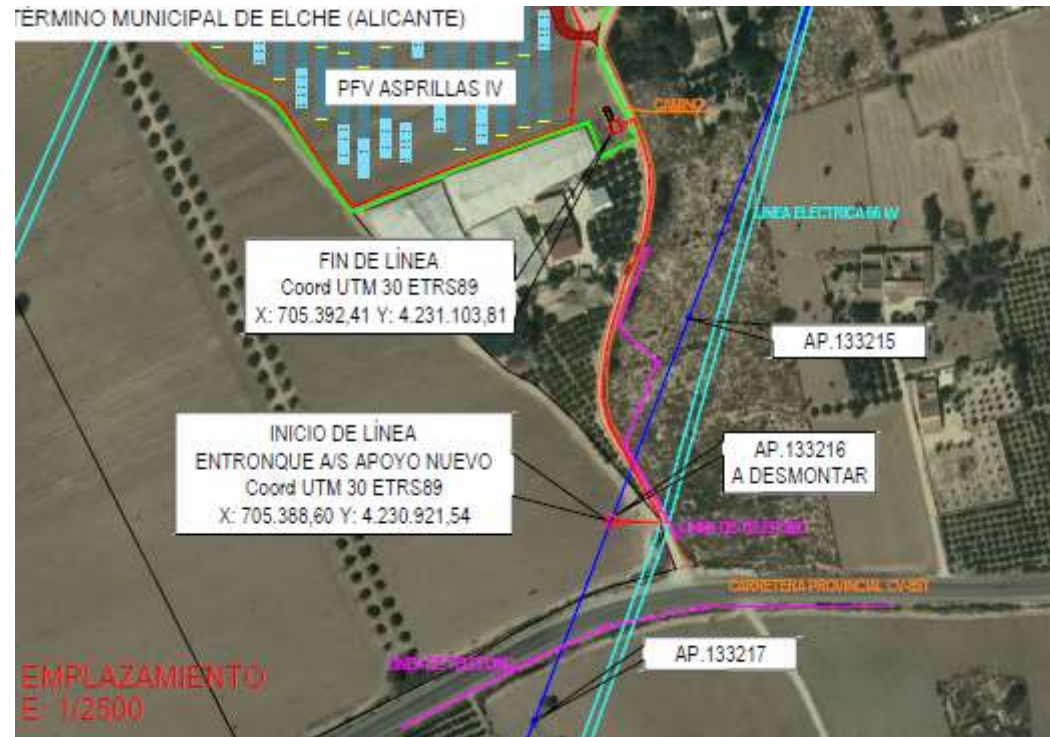 TÉRMINO MUNICIPAL DE ELCHE (ALICANTE)
PFV ASPRILLAS IV
CAMINO
LÍNEA ELÉCTRICA 66 kV
FIN DE LÍNEA
Coord UTM 30 ETRS89
X: 705.392,41 Y: 4.231.103,81
AP.133215
INICIO DE LÍNEA
ENTRONQUE A/S APOYO NUEVO
Coord UTM 30 ETRS89
X: 705.388,60 Y: 4.230.921,54
AP.133216
A DESMONTAR
CARRETERA PROVINCIAL CV-851
AP.133217
EMPLAZAMIENTO
E: 1/2500